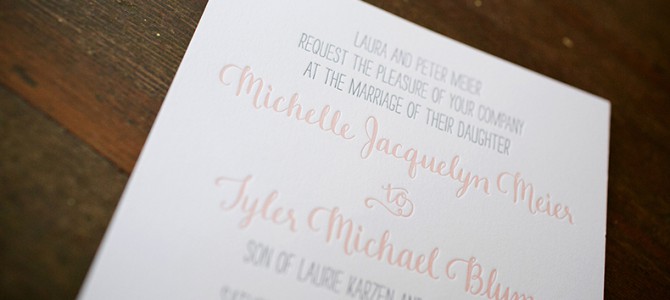 LAURA AND PETER MEIER
REQUEST THE PLEASURE OF YOUR COMPANY
AT THE MARRIAGE OF THEIR DAUGHTER
Michelle Jacquelyn Meier
to
Tyler Michael Blum
SON OF LAURIE KARZEN AND